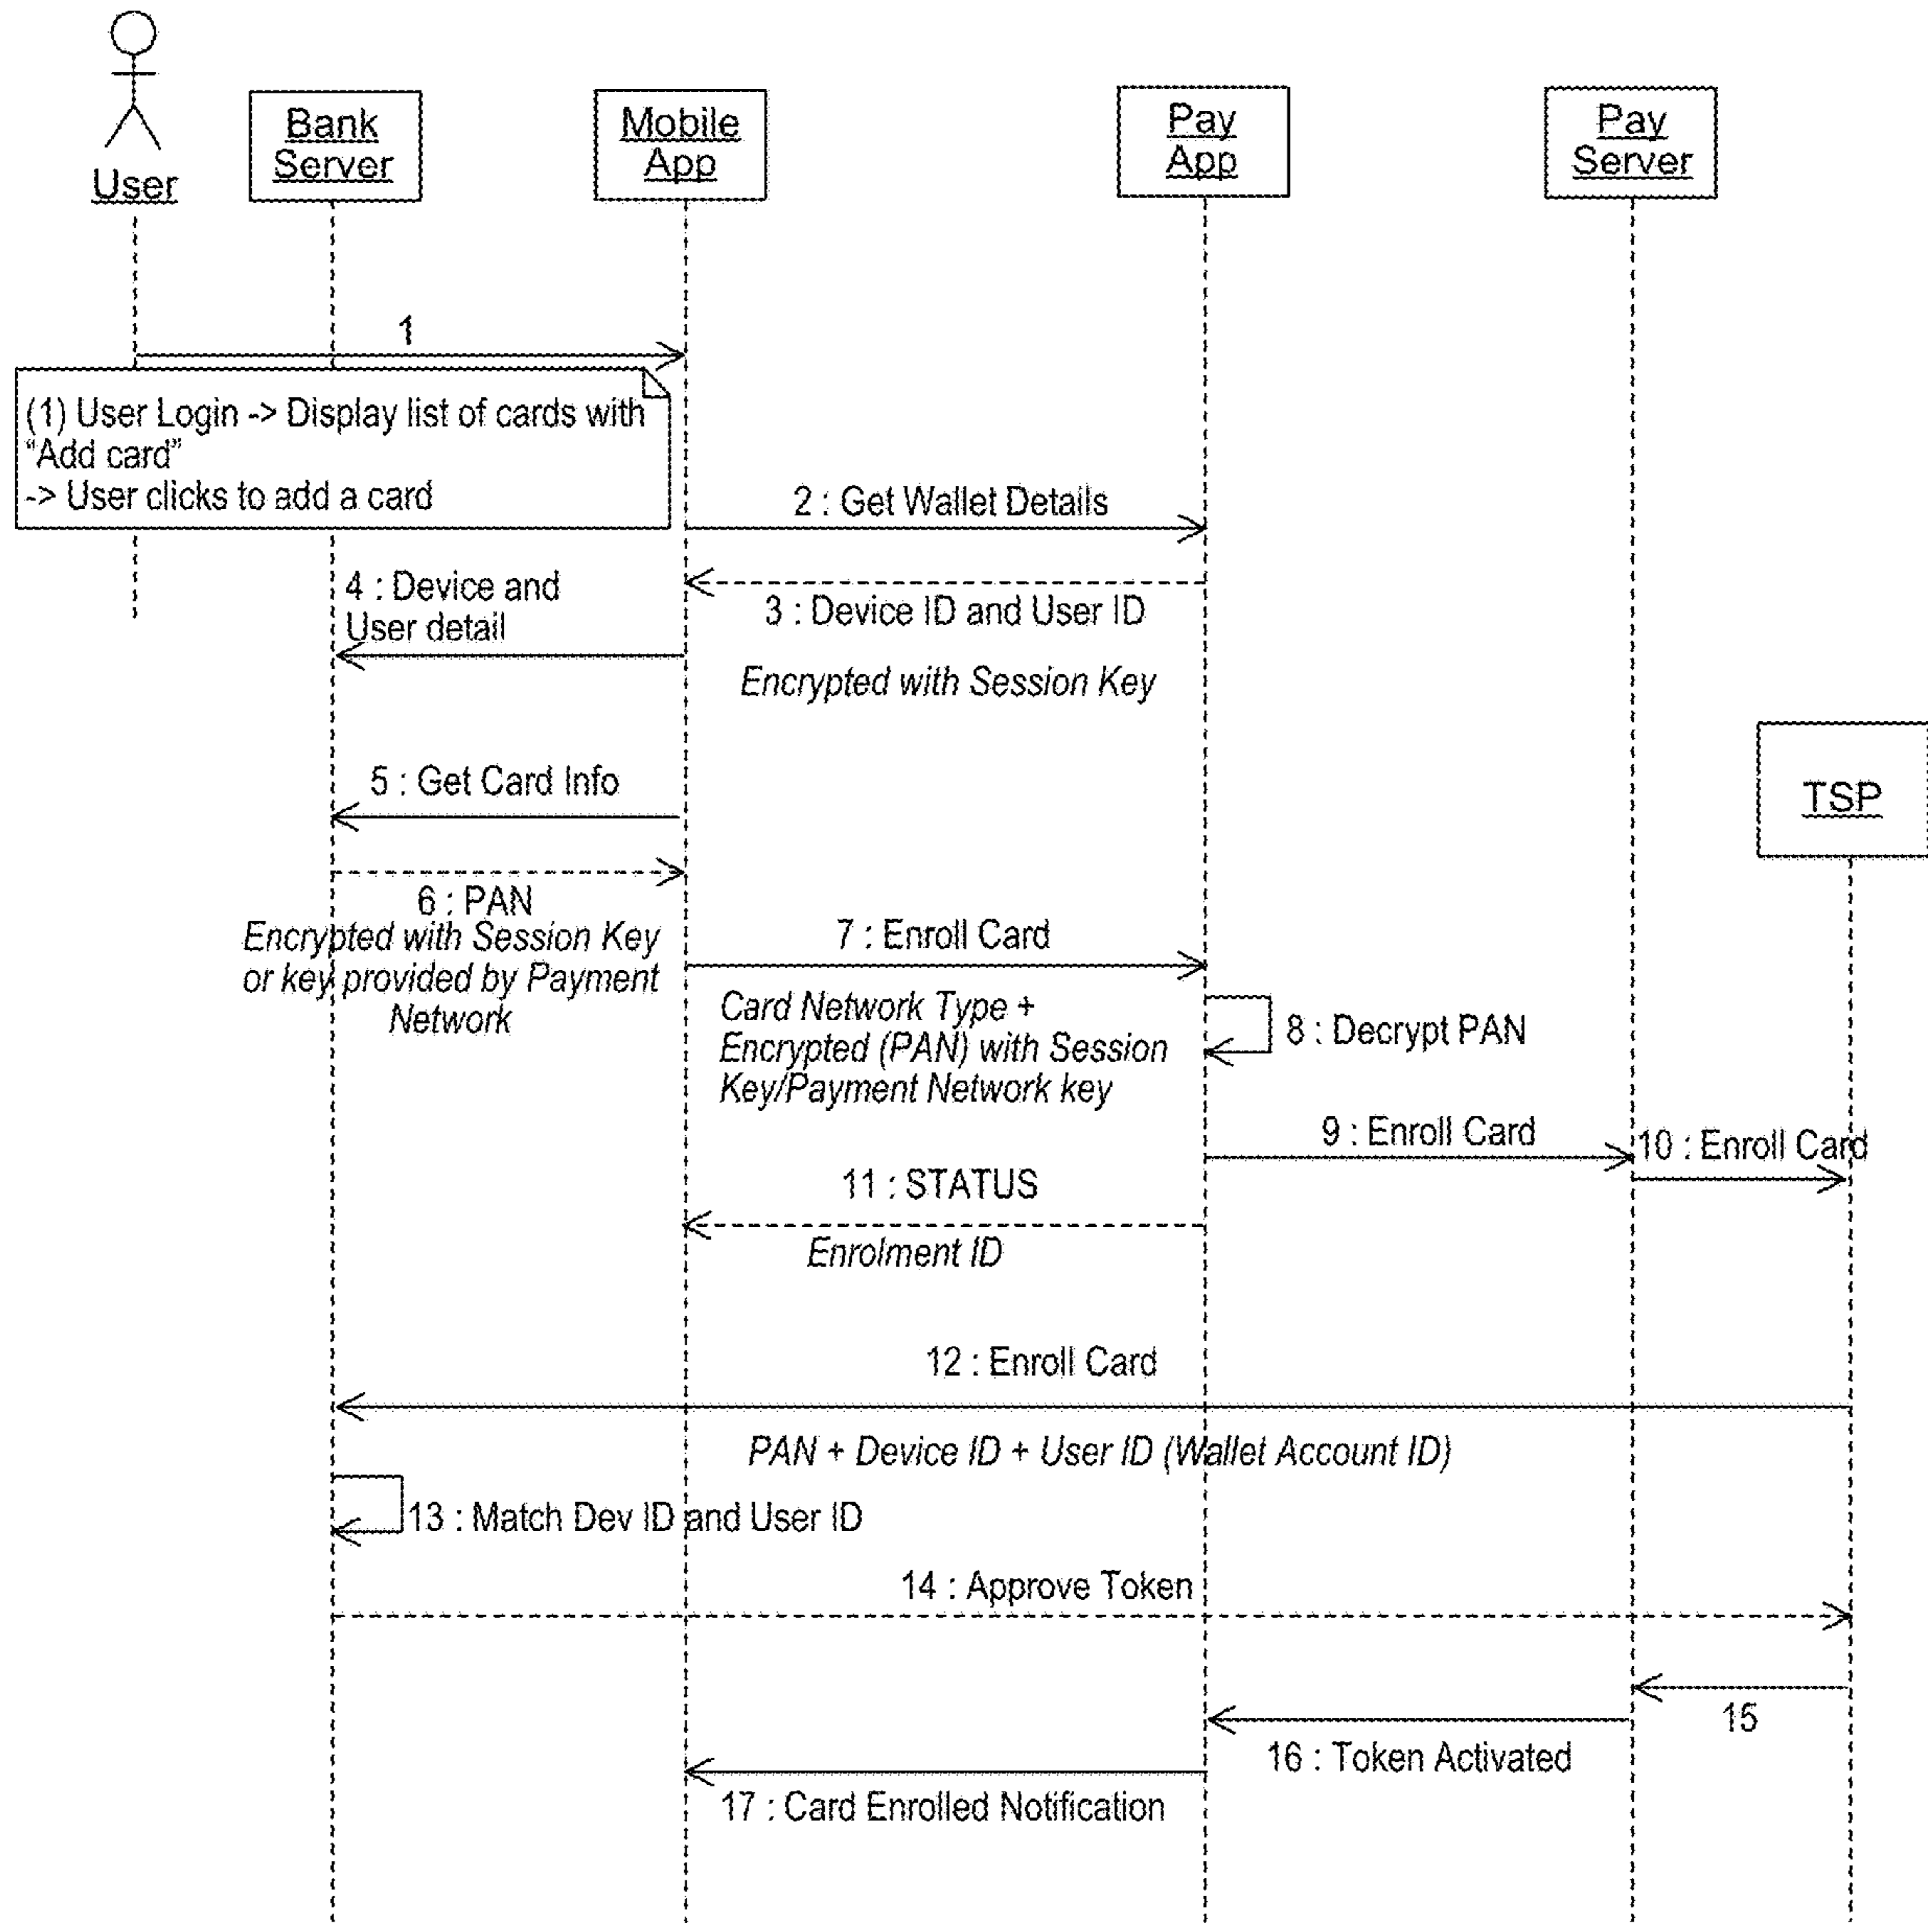 User
Bank
Server
Mobile
App
Pay
App
Pay
Server
1
(1) User Login -> Display list of cards with
"Add card"
-> User clicks to add a card
2 : Get Wallet Details
3 : Device ID and User ID
Encrypted with Session Key
4 : Device and
User detail
5 : Get Card Info
TSP
6 : PAN
Encrypted with Session Key
or key provided by Payment
Network
7 : Enroll Card
Card Network Type +
Encrypted (PAN) with Session
Key/Payment Network key
8 : Decrypt PAN
9 : Enroll Card
10 : Enroll Card
11 : STATUS
Enrolment ID
12 : Enroll Card
PAN + Device ID + User ID (Wallet Account ID)
13 : Match Dev ID and User ID
14 : Approve Token
15
16 : Token Activated
17 : Card Enrolled Notification